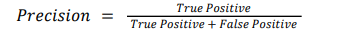 Precision = True Positive / True Positive + False Positive